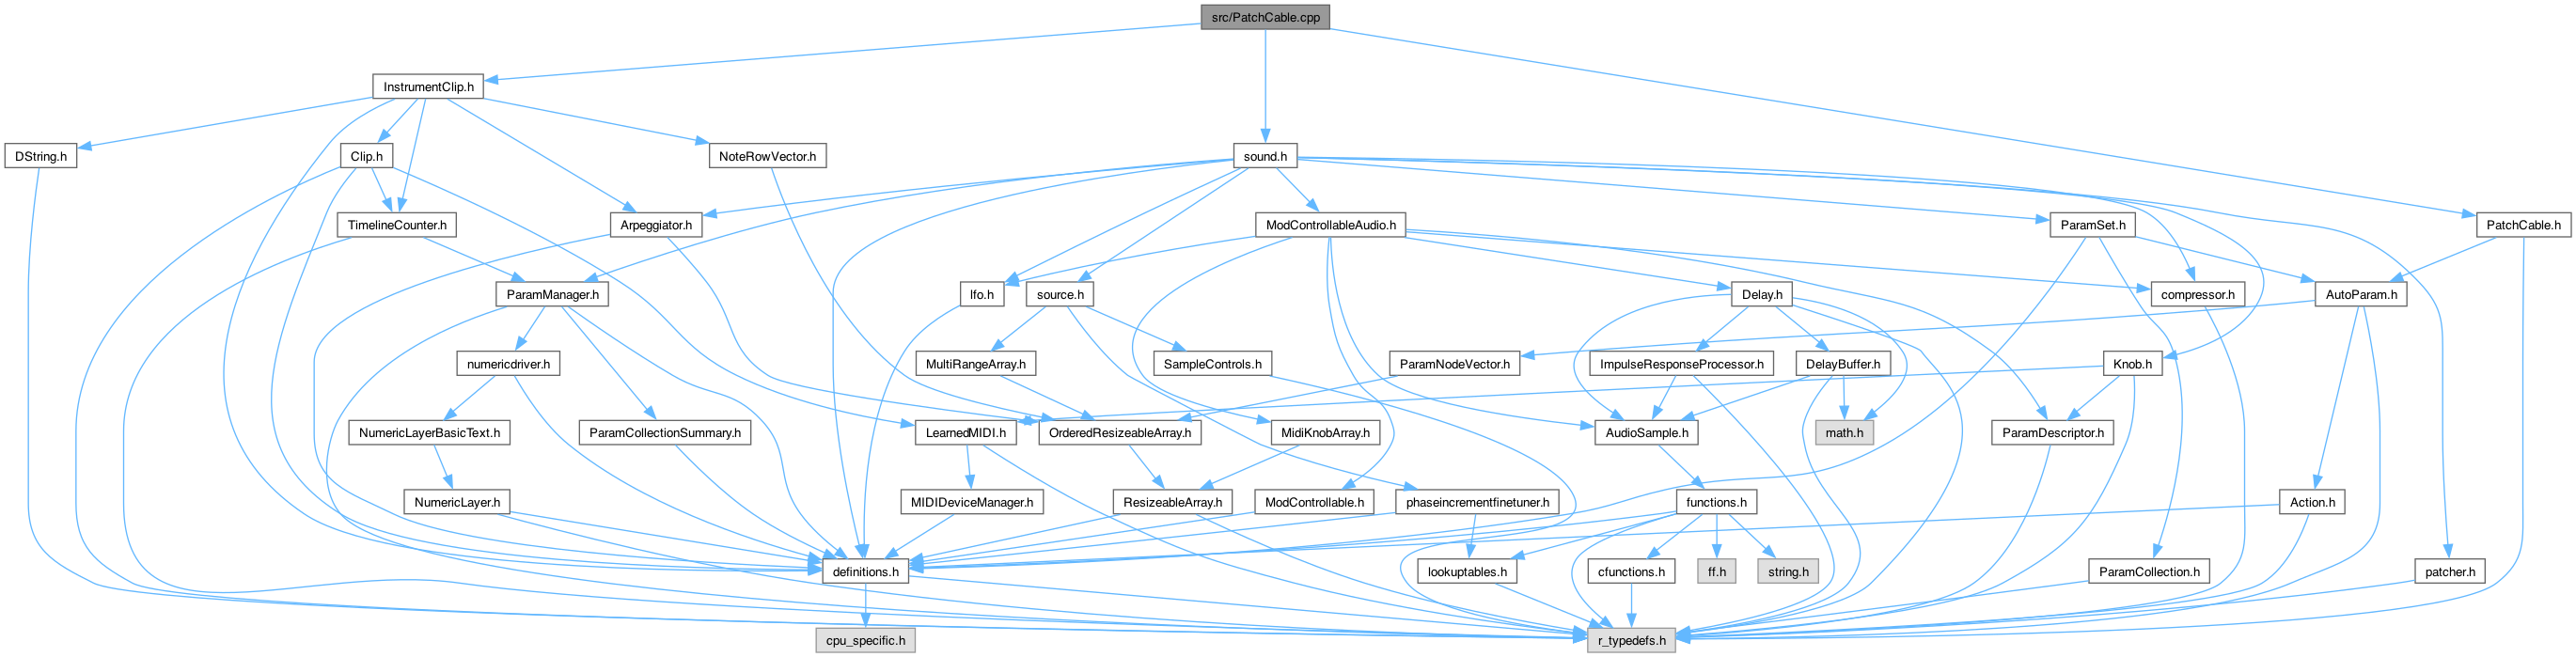 src/PatchCable.cpp
InstrumentClip.h
DString.h
Clip.h
NoteRowVector.h
sound.h
TimelineCounter.h
Arpeggiator.h
ModControllableAudio.h
ParamSet.h
PatchCable.h
ParamManager.h
lfo.h
source.h
Delay.h
compressor.h
AutoParam.h
numericdriver.h
MultiRangeArray.h
SampleControls.h
ParamNodeVector.h
ImpulseResponseProcessor.h
DelayBuffer.h
Knob.h
NumericLayerBasicText.h
ParamCollectionSummary.h
LearnedMIDI.h
OrderedResizeableArray.h
MidiKnobArray.h
AudioSample.h
math.h
ParamDescriptor.h
NumericLayer.h
MIDIDeviceManager.h
ResizeableArray.h
ModControllable.h
phaseincrementfinetuner.h
functions.h
Action.h
definitions.h
lookuptables.h
cfunctions.h
ff.h
string.h
ParamCollection.h
patcher.h
cpu_specific.h
r_typedefs.h